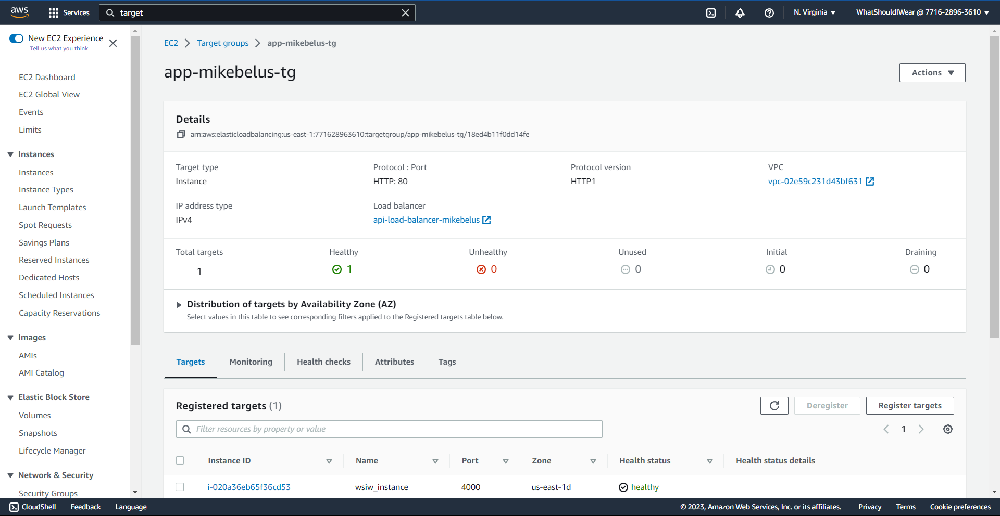 aws
Services
target
N. Virginia
WhatShouldIWear @ 7716-2896-3610
New EC2 Experience
Tell us what you think
EC2 Dashboard
EC2 Global View
Events
Limits
Instances
Instances
Instance Types
Launch Templates
Spot Requests
Savings Plans
Reserved Instances
Dedicated Hosts
Scheduled Instances
Capacity Reservations
Images
AMIs
AMI Catalog
Elastic Block Store
Volumes
Snapshots
Lifecycle Manager
Network & Security
Security Groups
EC2 > Target groups > app-mikebelus-tg
app-mikebelus-tg
Actions
Details
arn:aws:elasticloadbalancing:us-east-1:771628963610:targetgroup/app-mikebelus-tg/18ed4b11f0dd14fe
Target type
Instance
Protocol : Port
HTTP: 80
Protocol version
HTTP1
VPC
vpc-02e59c231d43bf631
IP address type
IPv4
Load balancer
api-load-balancer-mikebelus
Total targets
1
Healthy
1
Unhealthy
0
Unused
0
Initial
0
Draining
0
Distribution of targets by Availability Zone (AZ)
Select values in this table to see corresponding filters applied to the Registered targets table below.
Targets
Monitoring
Health checks
Attributes
Tags
Registered targets (1)
Deregister
Register targets
Filter resources by property or value
1
Instance ID
Name
Port
Zone
Health status
Health status details
i-020a36eb65f36cd53
wsiw_instance
4000
us-east-1d
healthy
CloudShell
Feedback
Language
© 2023, Amazon Web Services, Inc. or its affiliates.
Privacy
Terms
Cookie preferences